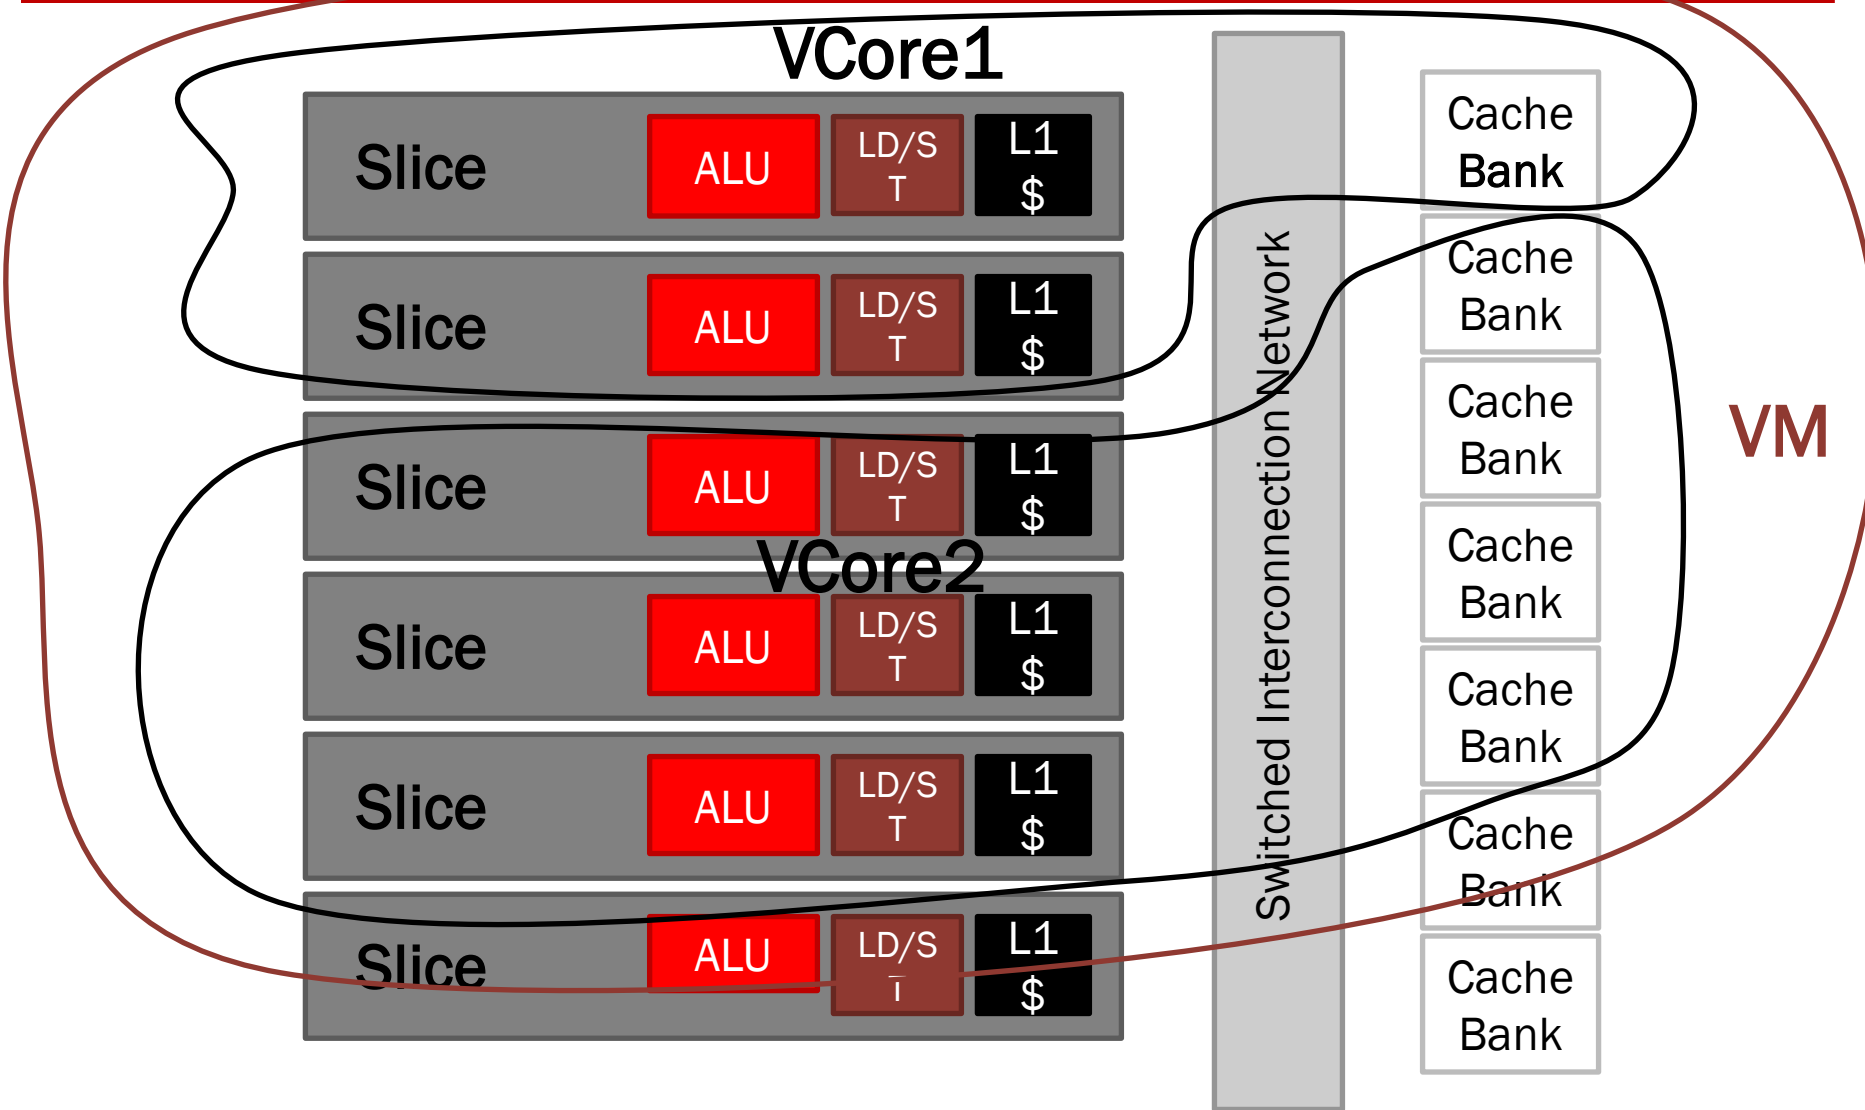 VCore1
Slice
ALU
LD/S
T
L1
$
Slice
ALU
LD/S
T
L1
$
Slice
ALU
LD/S
T
L1
$
VCore2
Slice
ALU
LD/S
T
L1
$
Slice
ALU
LD/S
T
L1
$
Slice
ALU
LD/S
T
L1
$
Switched Interconnection Network
Cache
Bank
Cache
Bank
Cache
Bank
Cache
Bank
Cache
Bank
Cache
Bank
Cache
Bank
VM